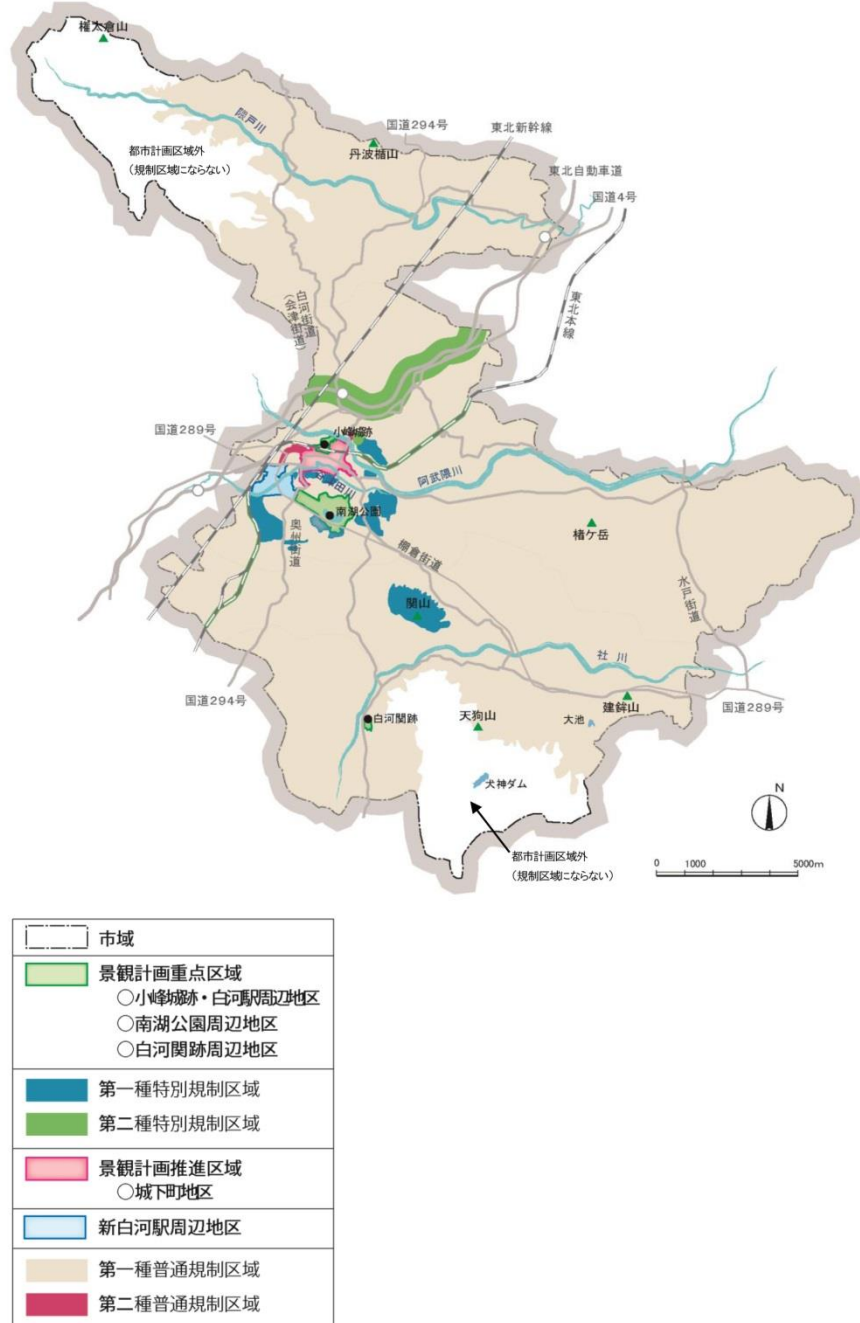 権太倉山
隈戸川
国道294号
東北新幹線
丹波楯山
都市計画区域外
(規制区域にならない)
東北自動車道
国道4号
白河街道
(会津街道)
東北本線
小峰城跡
国道289号
阿武隈川
谷津田川
南湖公園
楮ケ岳
奥州街道
棚倉街道
水戸街道
関山
社川
国道294号
建鉾山
国道289号
白河関跡
天狗山
大池
犬神ダム
N
都市計画区域外
(規制区域にならない)
0 1000 5000m
市域
景観計画重点区域
○小峰城跡・白河駅周辺地区
○南湖公園周辺地区
○白河関跡周辺地区
第一種特別規制区域
第二種特別規制区域
景観計画推進区域
○城下町地区
新白河駅周辺地区
第一種普通規制区域
第二種普通規制区域